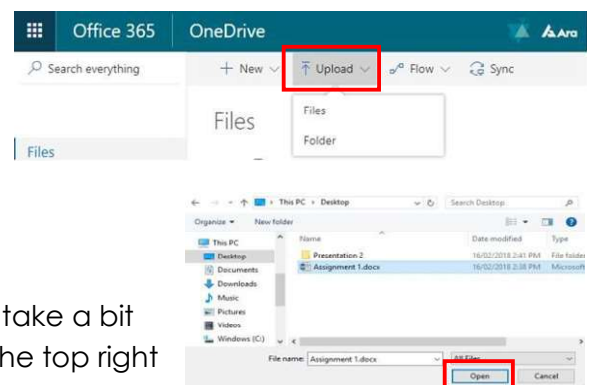 Office 365 OneDrive Ara
Search everything + New Upload Flow Sync
Files
Files
Folder
Files
This PC > Desktop Search Desktop
Organize New folder
This PC Name Date modified Type
Desktop Presentation 2 16/02/2018 2:41 PM File folder
Documents Assignment 1.docx 16/02/2018 2:38 PM Microsoft
Downloads
Music
Pictures
Videos
Windows (C:)
take a bit
he top right
File name: Assignment 1.docx All Files
Open Cancel